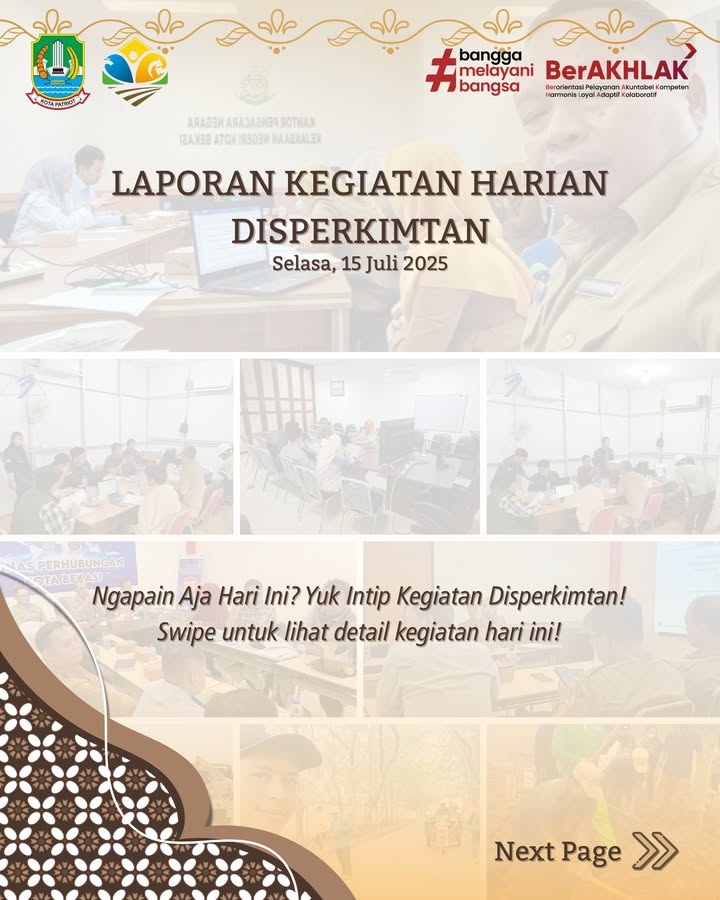 KOTA PATRIOT
# bangga
melayani
bangsa
BerAKHLAK
Berorientasi Pelayanan Akuntabel Kompeten
Harmonis Loyal Adaptif Kolaboratif
KANTOR PENGACARA NEGARA
KEJAKSAAN NEGERI KOTA BEKASI
LAPORAN KEGIATAN HARIAN
DISPERKIMTAN
Selasa, 15 Juli 2025
NAS PERHUBUNGAN
KOTA BEKASI
Ngapain Aja Hari Ini? Yuk Intip Kegiatan Disperkimtan!
Swipe untuk lihat detail kegiatan hari ini!
Next Page